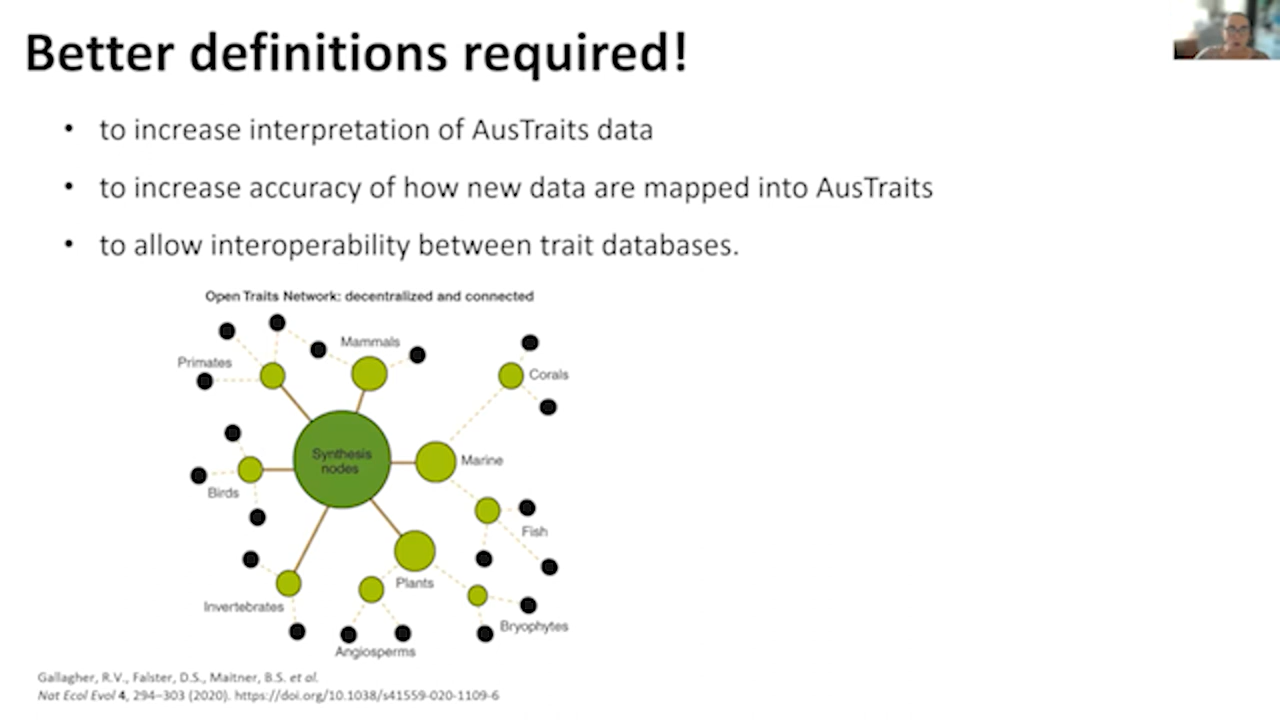 Better definitions required!
• to increase interpretation of AusTraits data
• to increase accuracy of how new data are mapped into AusTraits
• to allow interoperability between trait databases.
Open Traits Network: decentralized and connected
Mammals
Primates
Corals
Synthesis
nodes
Marine
Birds
Fish
Plants
Invertebrates
Bryophytes
Angiosperms
Gallagher, R.V., Falster, D.S., Maitner, B.S. et al.
Nat Ecol Evol 4, 294–303 (2020). https://doi.org/10.1038/s41559-020-1109-6